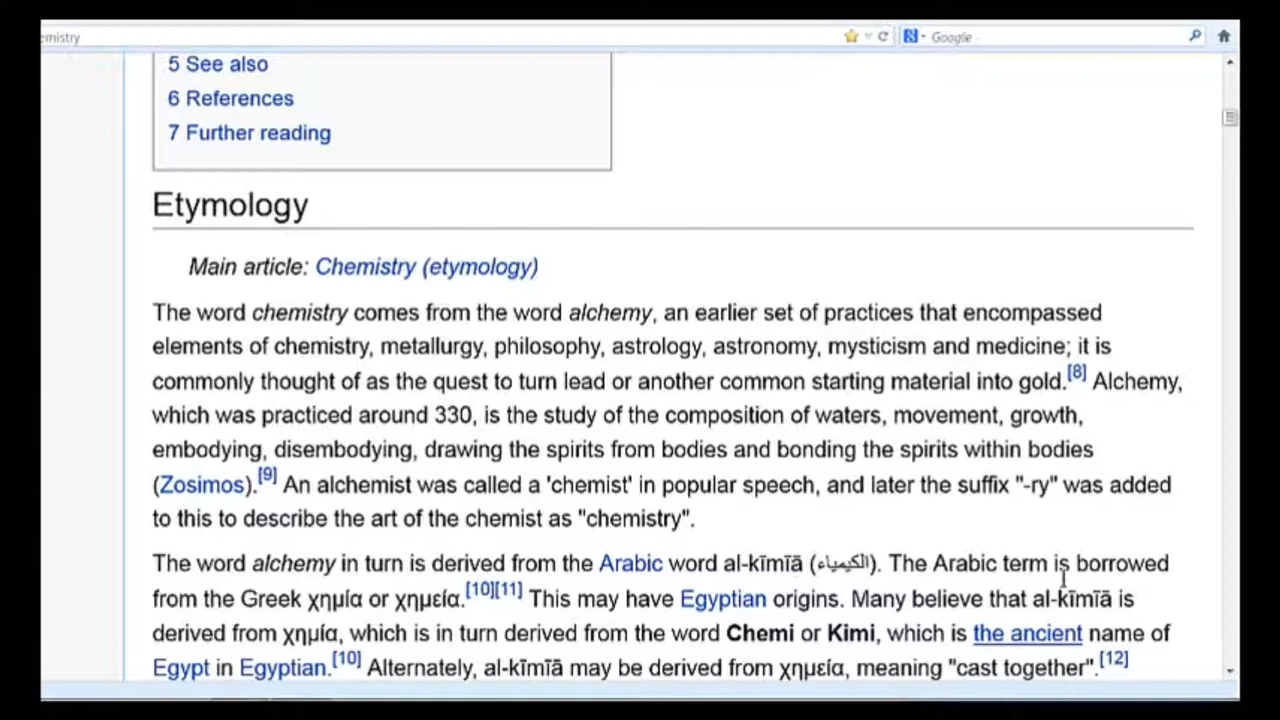 emistry
Google
5 See also
6 References
7 Further reading
Etymology
Main article: Chemistry (etymology)
The word chemistry comes from the word alchemy, an earlier set of practices that encompassed
elements of chemistry, metallurgy, philosophy, astrology, astronomy, mysticism and medicine; it is
commonly thought of as the quest to turn lead or another common starting material into gold.[8] Alchemy,
which was practiced around 330, is the study of the composition of waters, movement, growth,
embodying, disembodying, drawing the spirits from bodies and bonding the spirits within bodies
(Zosimos).[9] An alchemist was called a 'chemist' in popular speech, and later the suffix "-ry" was added
to this to describe the art of the chemist as "chemistry".
The word alchemy in turn is derived from the Arabic word al-kīmīā (الكيمياء). The Arabic term is borrowed
from the Greek χημία or χημεία.[10][11] This may have Egyptian origins. Many believe that al-kīmīā is
derived from χημία, which is in turn derived from the word Chemi or Kimi, which is the ancient name of
Egypt in Egyptian.[10] Alternately, al-kīmīā may be derived from χημεία, meaning "cast together".[12]